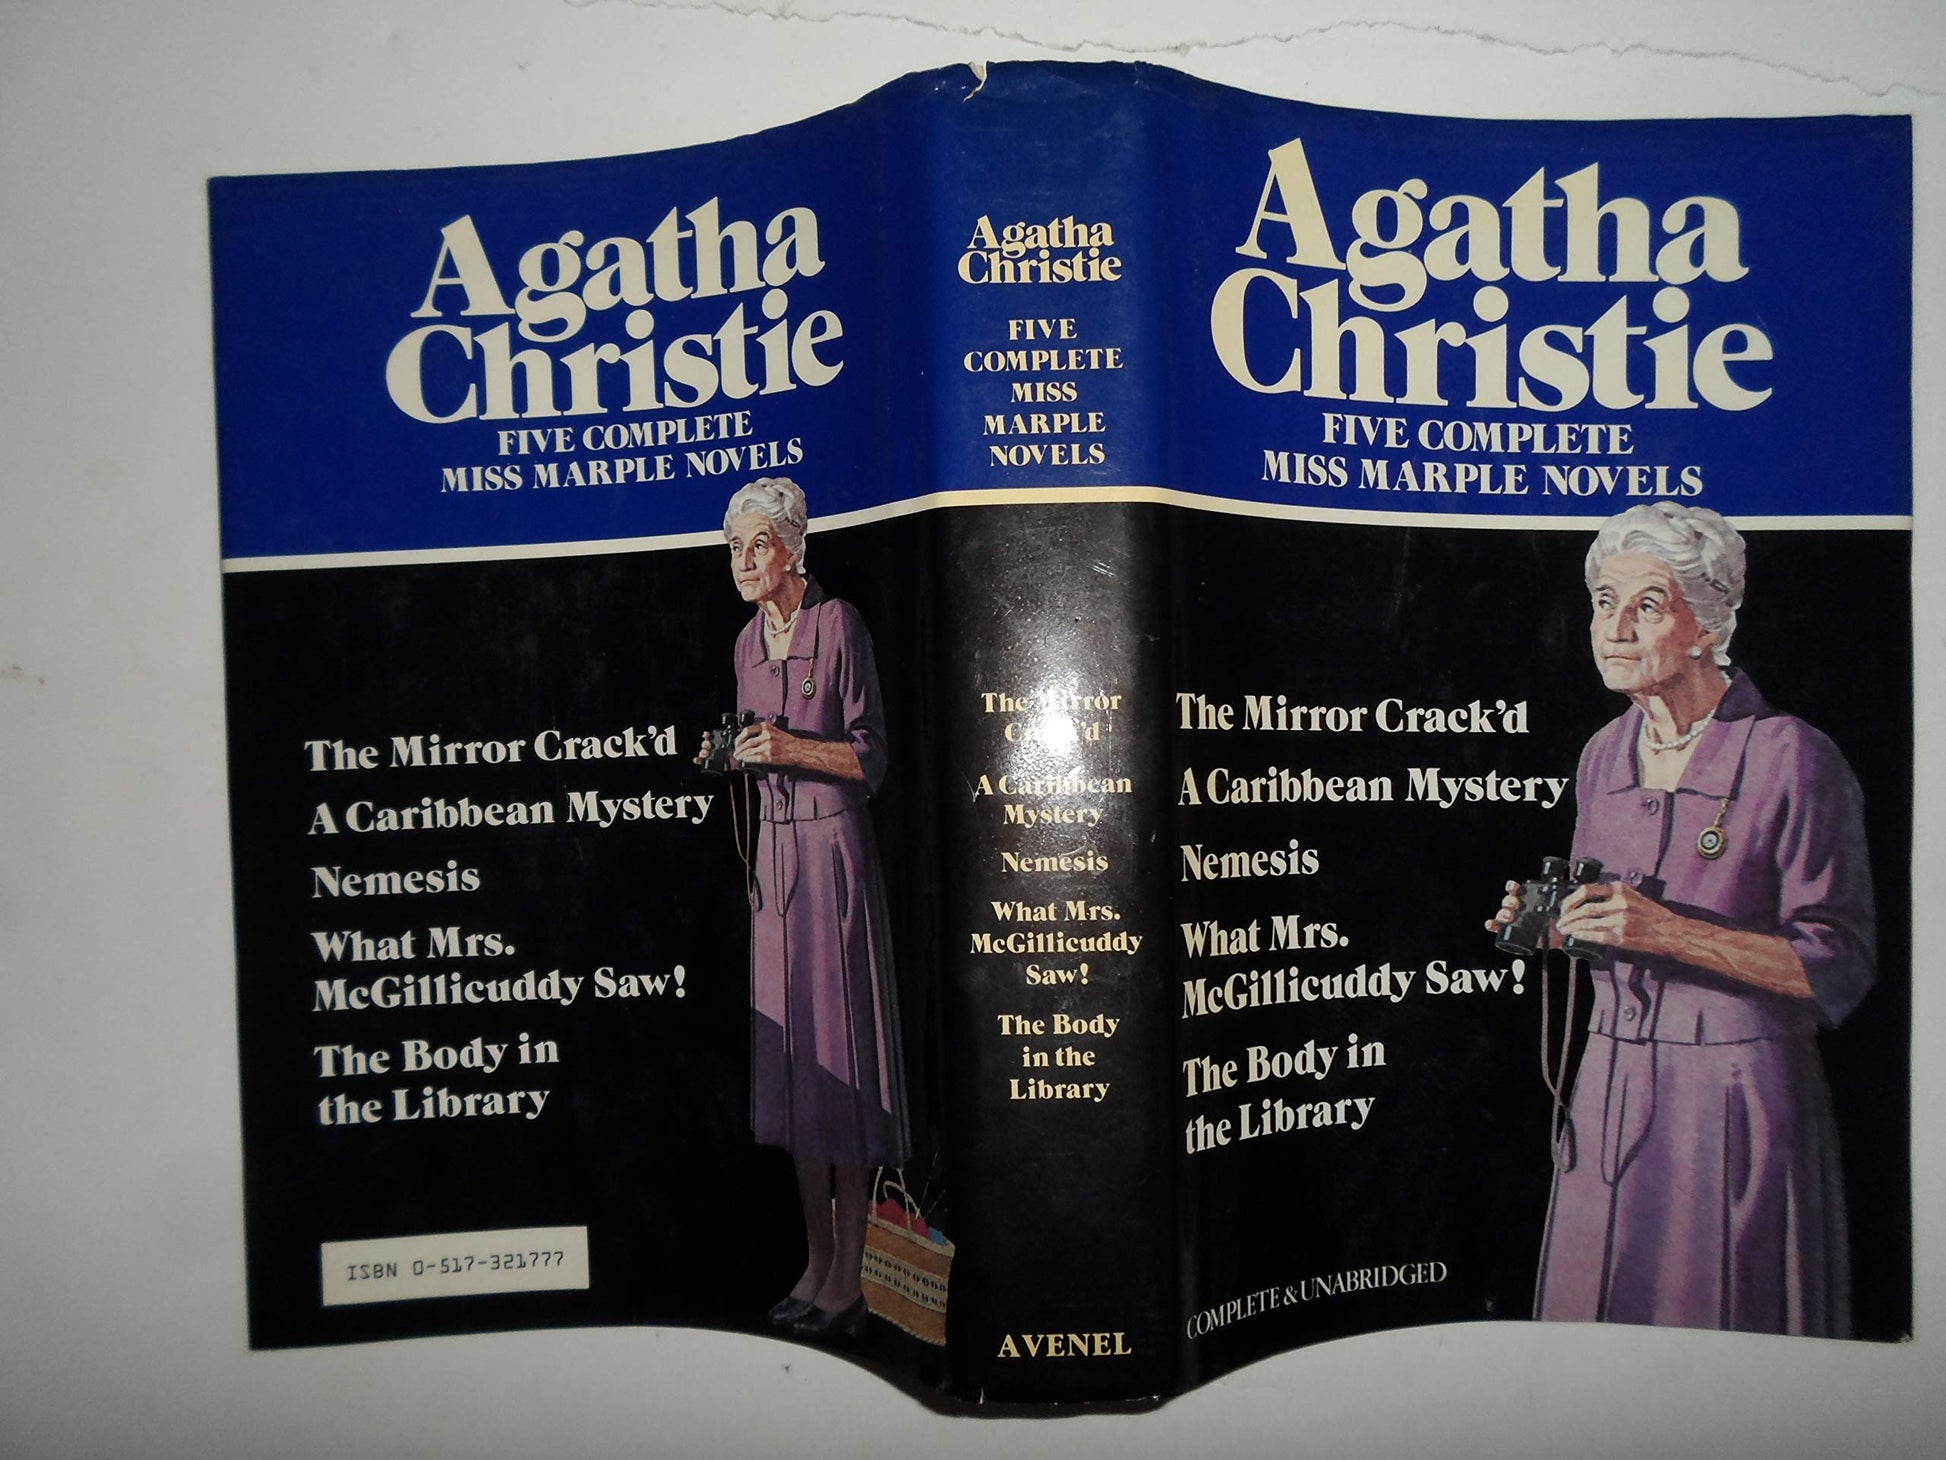 Agatha
Christie
FIVE COMPLETE
MISS MARPLE NOVELS
The Mirror Crack'd
A Caribbean Mystery
Nemesis
What Mrs.
McGillicuddy Saw!
The Body in
the Library
ISBN 0-517-321777
Agatha
Christie
FIVE
COMPLETE
MISS
MARPLE
NOVELS
The Mirror
Crack'd
A Caribbean
Mystery
Nemesis
What Mrs.
McGillicuddy
Saw!
The Body
in the
Library
AVENEL
Agatha
Christie
FIVE COMPLETE
MISS MARPLE NOVELS
The Mirror Crack'd
A Caribbean Mystery
Nemesis
What Mrs.
McGillicuddy Saw!
The Body in
the Library
COMPLETE & UNABRIDGED